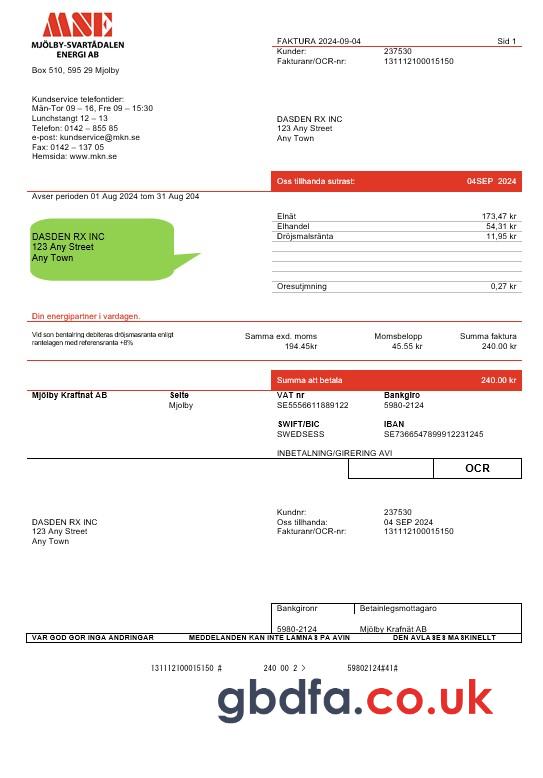 MSE
MJÖLBY-SVARTÅDALEN
ENERGI AB
Box 510, 595 29 Mjolby
FAKTURA 2024-09-04 Sid 1
Kunder: 237530
Fakturanr/OCR-nr: 131112100015150
Kundservice telefontider:
Män-Tor 09 – 16, Fre 09 – 15:30
Lunchstangt 12 – 13
Telefon: 0142 – 855 85
e-post: kundservice@mkn.se
Fax: 0142 – 137 05
Hemsida: www.mkn.se
DASDEN RX INC
123 Any Street
Any Town
Oss tillhanda sutrast: 04SEP 2024
Avser perioden 01 Aug 2024 tom 31 Aug 204
DASDEN RX INC
123 Any Street
Any Town
Elnät 173,47 kr
Elhandel 54,31 kr
Dröjsmalsränta 11,95 kr
Oresutjmning 0,27 kr
Din energipartner i vardagen.
Vid son bentalring debiteras dröjsmasranta enligt
rantelagen med referensranta +8%
Samma exd. moms Momsbelopp Summa faktura
194.45kr 45.55 kr 240.00 kr
Summa att betala 240.00 kr
Mjölby Kraftnat AB Seite VAT nr Bankgiro
Mjolby SE5556611889122 5980-2124
SWIFT/BIC IBAN
SWEDSESS SE7366547899912231245
INBETALNING/GIRERING AVI
OCR
DASDEN RX INC
123 Any Street
Any Town
Kundnr: 237530
Oss tillhanda: 04 SEP 2024
Fakturanr/OCR-nr: 131112100015150
Bankgironr Betainlegsmottagaro
5980-2124 Mjölby Krafnät AB
VAR GOD GOR INGA ANDRINGAR MEDDELANDEN KAN INTE LAMNAS PA AVIN DEN AVLASES MASKINELLT
131112100015150 # 240 00 2 > 59802124#41#
gbdfa.co.uk